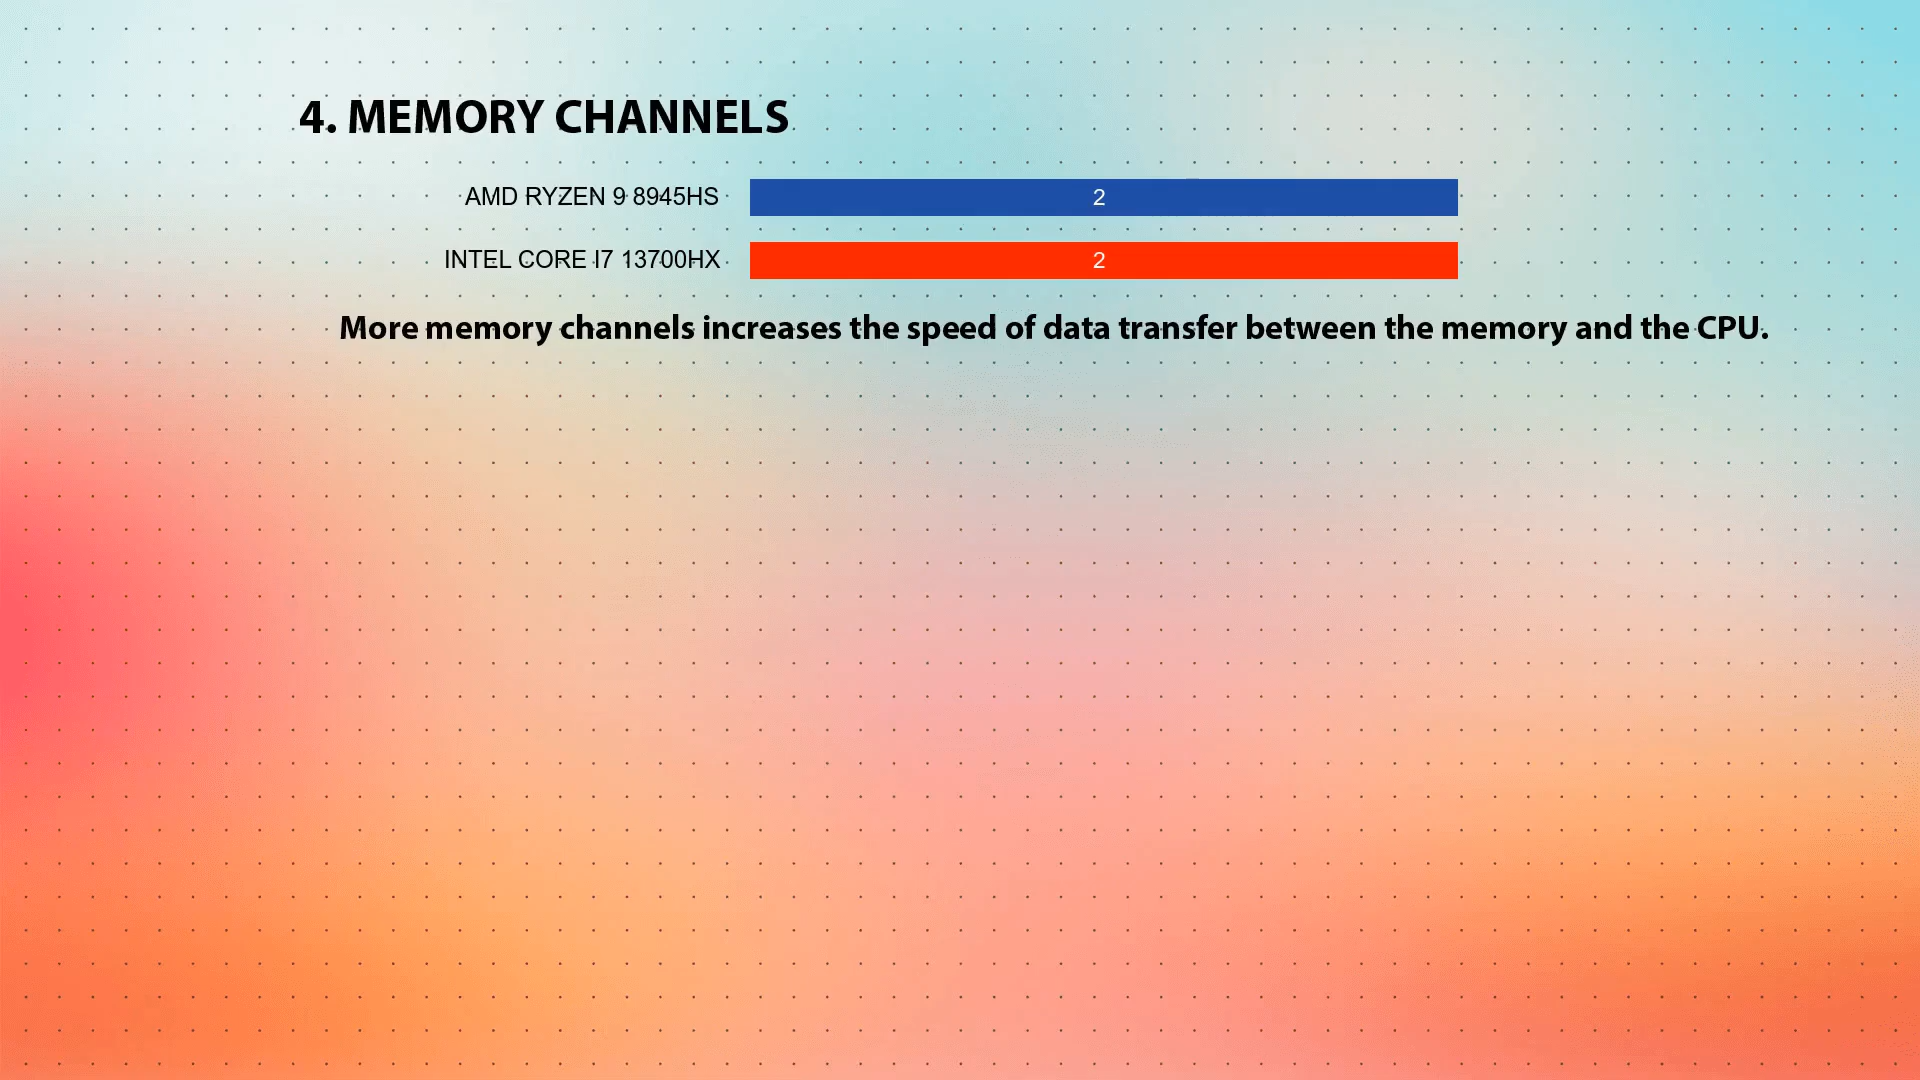 4. MEMORY CHANNELS
AMD RYZEN 9 8945HS 2
INTEL CORE I7 13700HX 2
More memory channels increases the speed of data transfer between the memory and the CPU.